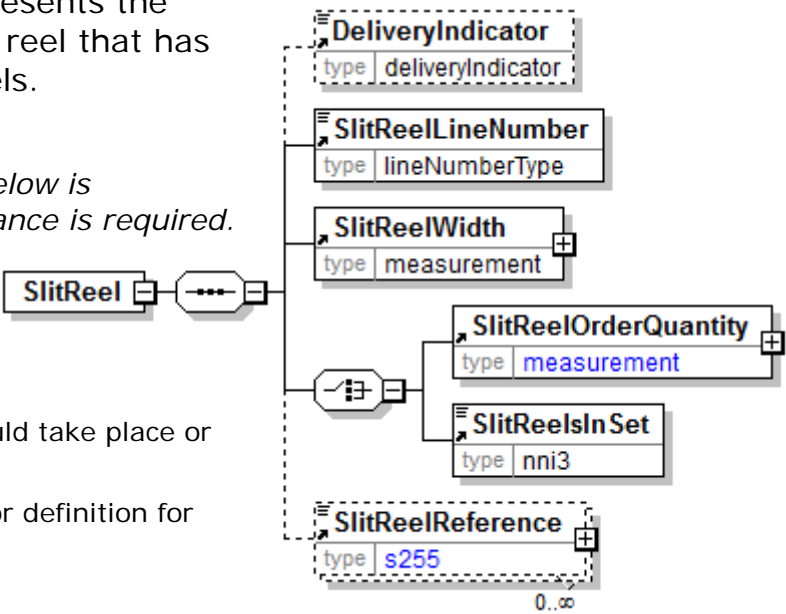 esents the
reel that has
els.
elow is
ance is required.
uld take place or
or definition for
SlitReel
DeliveryIndicator
type deliveryIndicator
SlitReelLineNumber
type lineNumberType
SlitReelWidth
type measurement
SlitReelOrderQuantity
type measurement
SlitReelsInSet
type nni3
SlitReelReference
type s255
0..∞